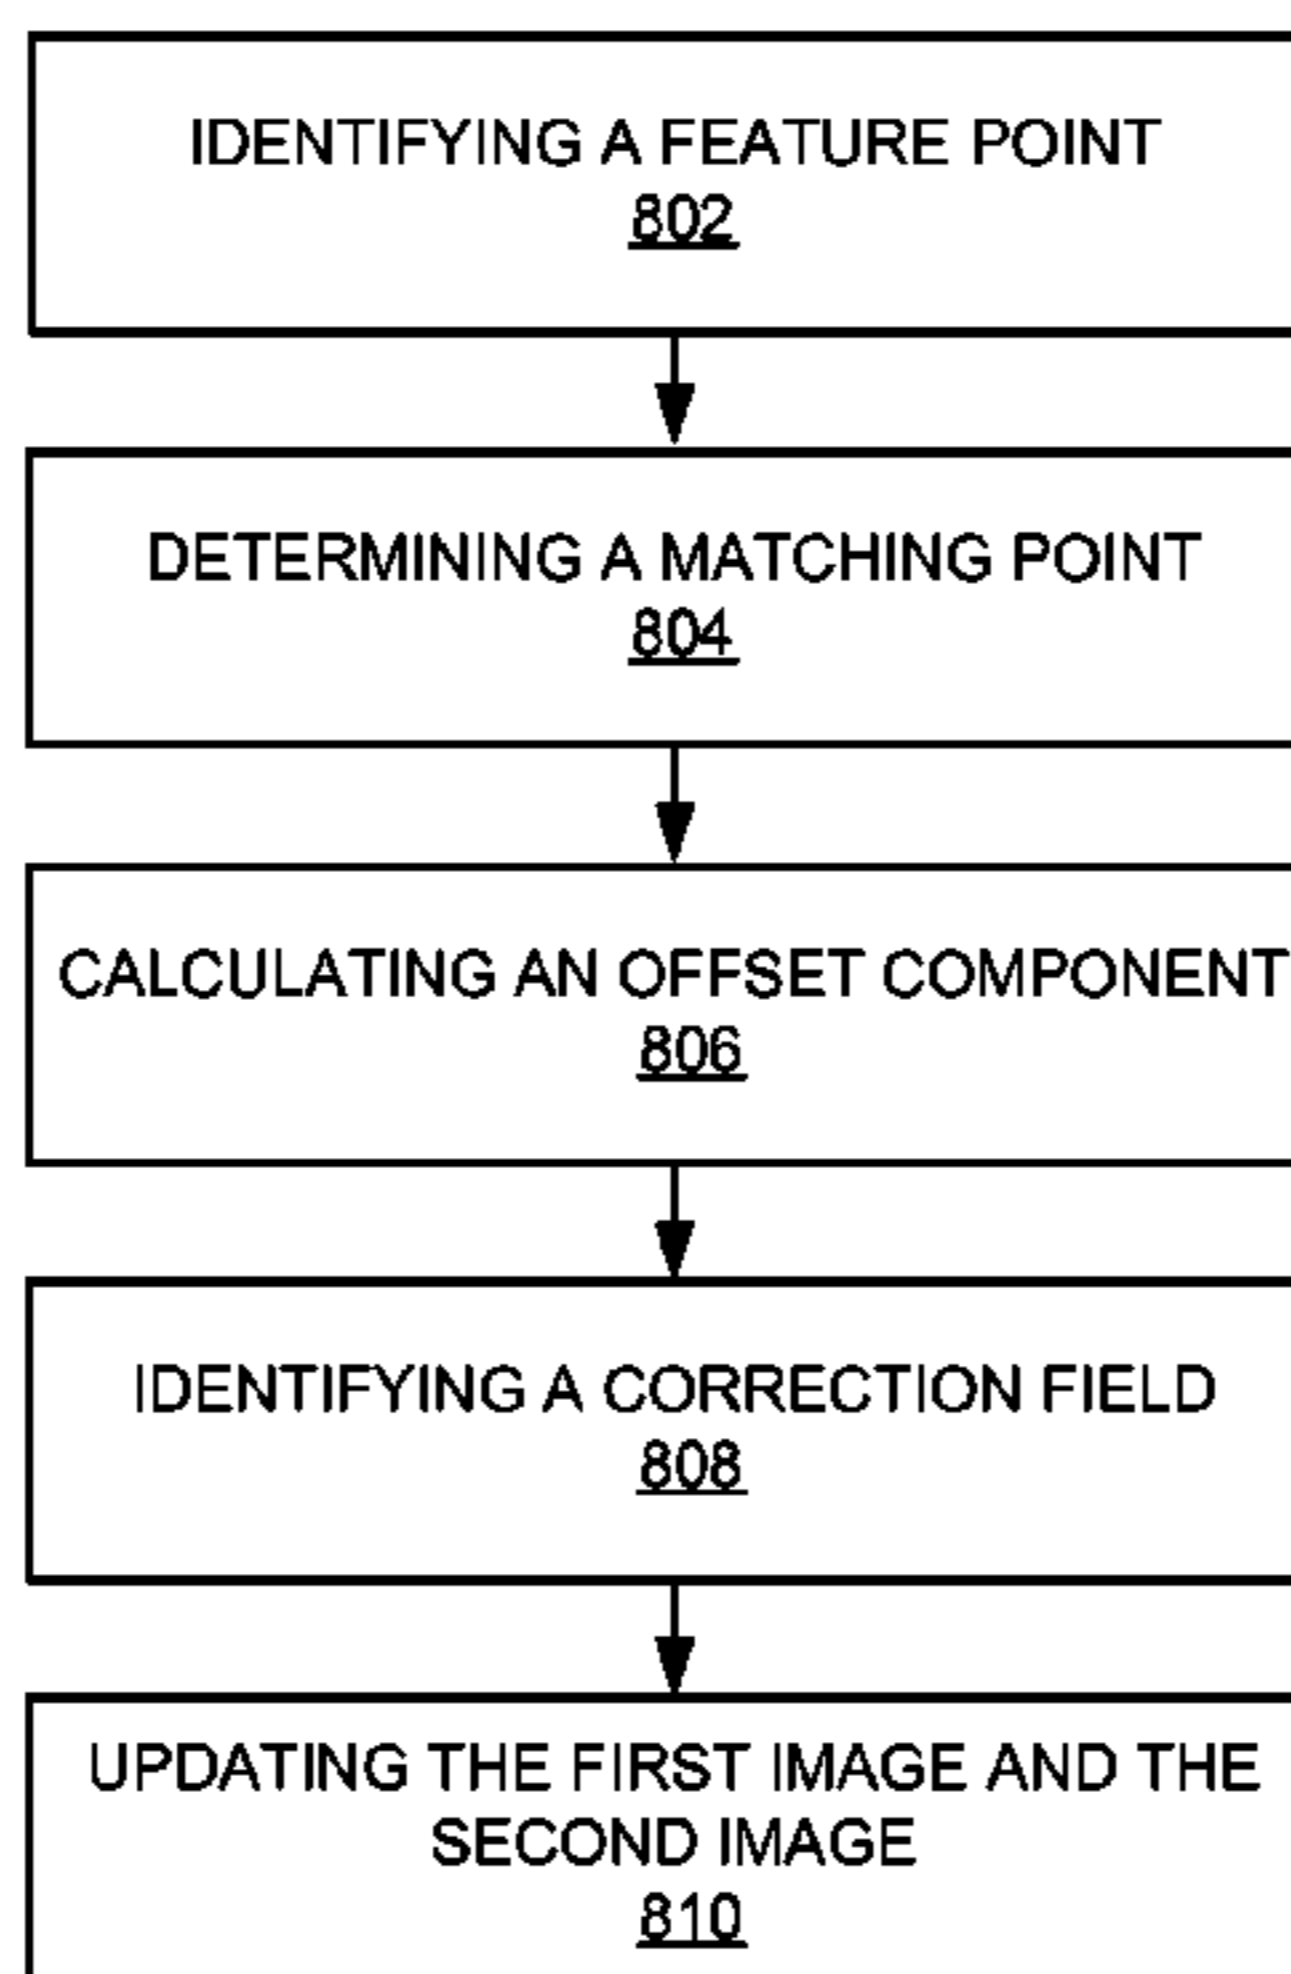 IDENTIFYING A FEATURE POINT
802
DETERMINING A MATCHING POINT
804
CALCULATING AN OFFSET COMPONENT
806
IDENTIFYING A CORRECTION FIELD
808
UPDATING THE FIRST IMAGE AND THE
SECOND IMAGE
810